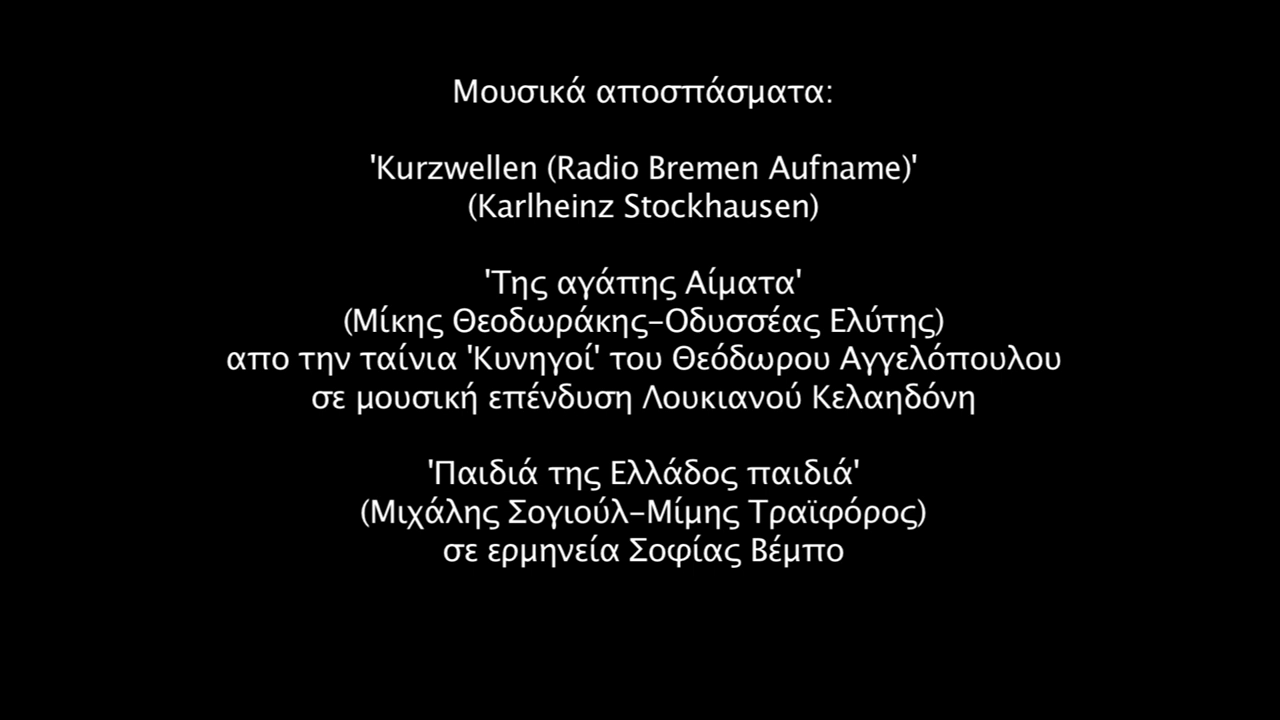 Μουσικά αποσπάσματα:
'Kurzwellen (Radio Bremen Aufname)'
(Karlheinz Stockhausen)
'Της αγάπης Αίματα'
(Μίκης Θεοδωράκης-Οδυσσέας Ελύτης)
απο την ταίνια 'Κυνηγοί' του Θεόδωρου Αγγελόπουλου
σε μουσική επένδυση Λουκιανού Κελαηδόνη
'Παιδιά της Ελλάδος παιδιά'
(Μιχάλης Σογιούλ-Μίμης Τραϊφόρος)
σε ερμηνεία Σοφίας Βέμπο